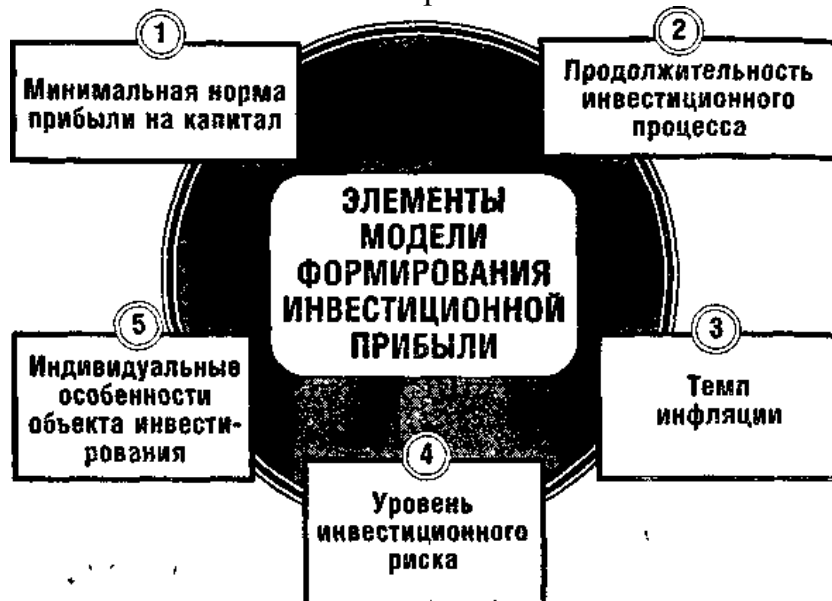 1
Минимальная норма
прибыли на капитал
2
Продолжительность
инвестиционного
процесса
ЭЛЕМЕНТЫ
МОДЕЛИ
ФОРМИРОВАНИЯ
ИНВЕСТИЦИОННОЙ
ПРИБЫЛИ
3
Темп
инфляции
4
Уровень
инвестиционного
риска
5
Индивидуальные
особенности
объекта инвести-
рования